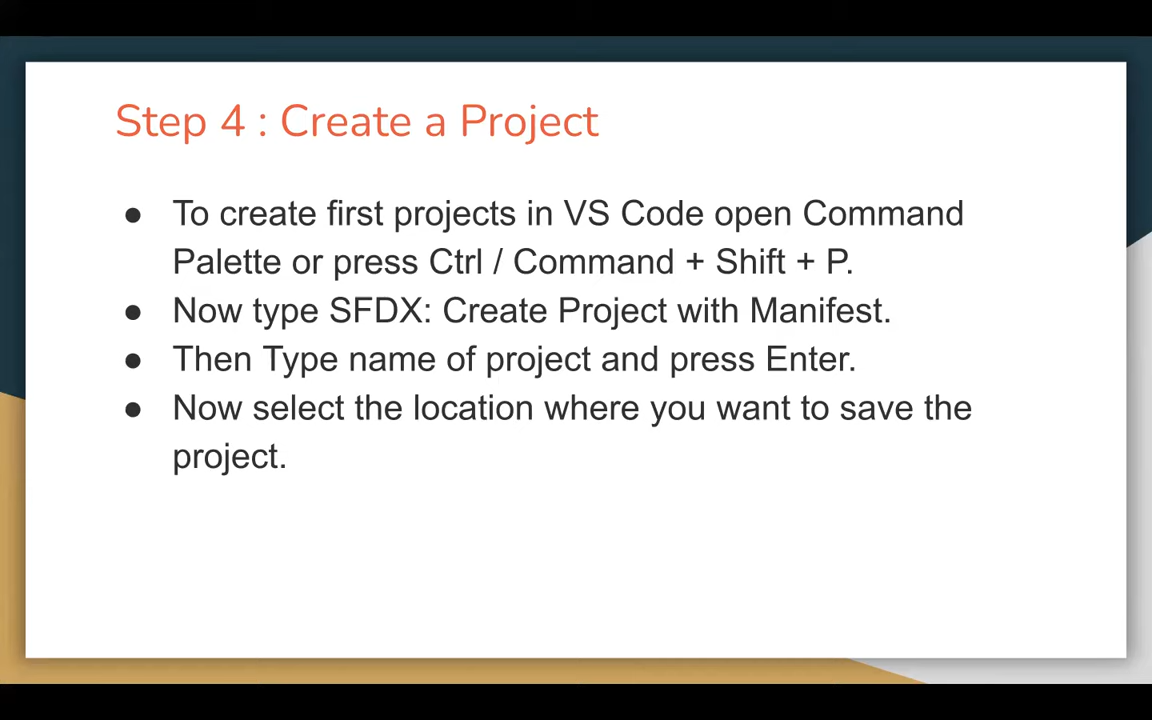 Step 4 : Create a Project
● To create first projects in VS Code open Command
Palette or press Ctrl / Command + Shift + P.
● Now type SFDX: Create Project with Manifest.
● Then Type name of project and press Enter.
● Now select the location where you want to save the
project.